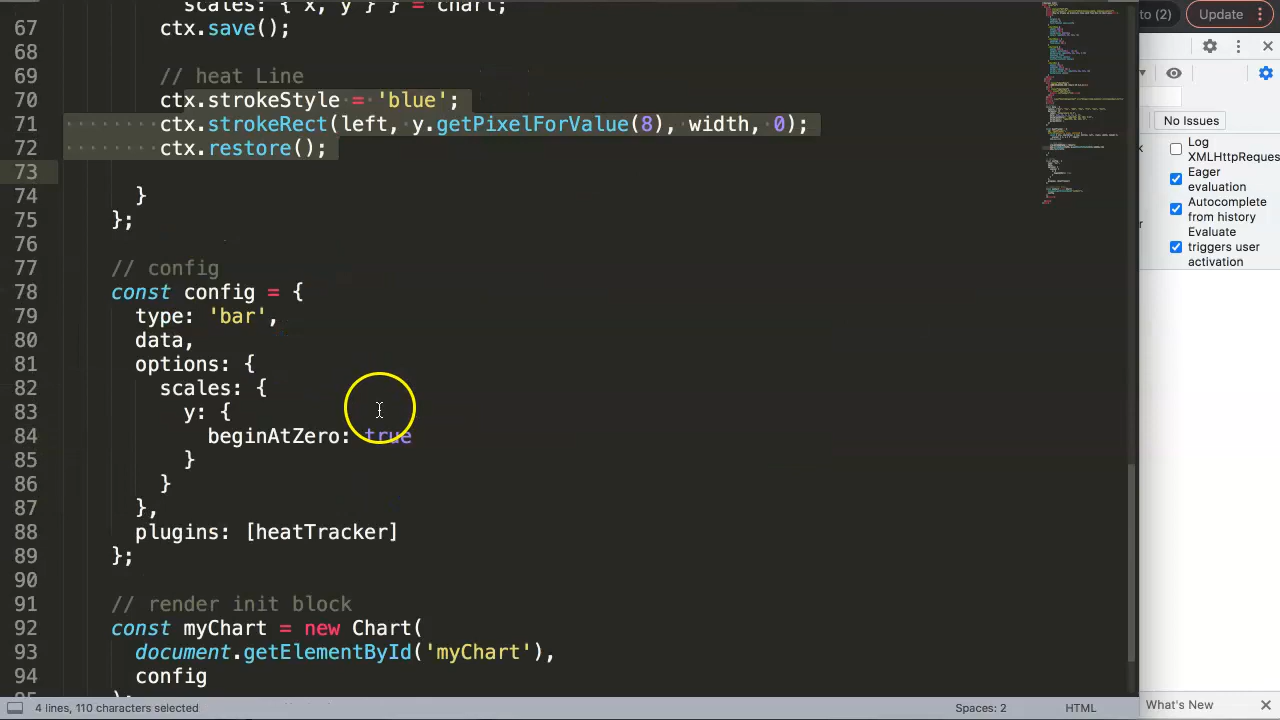 scales: { x, y } } = chart;
67 ctx.save();
68
69 // heat Line
70 ctx.strokeStyle = 'blue';
71 ctx.strokeRect(left, y.getPixelForValue(8), width, 0);
72 ctx.restore();
73
74 }
75 };
76
77 // config
78 const config = {
79 type: 'bar',
80 data,
81 options: {
82 scales: {
83 y: {
84 beginAtZero: true
85 }
86 }
87 },
88 plugins: [heatTracker]
89 };
90
91 // render init block
92 const myChart = new Chart(
93 document.getElementById('myChart'),
94 config
4 lines, 110 characters selected
Spaces: 2
HTML
to (2)
Update
No Issues
Log
XMLHttpReques
Eager
evaluation
Autocomplete
from history
Evaluate
triggers user
activation
What's New